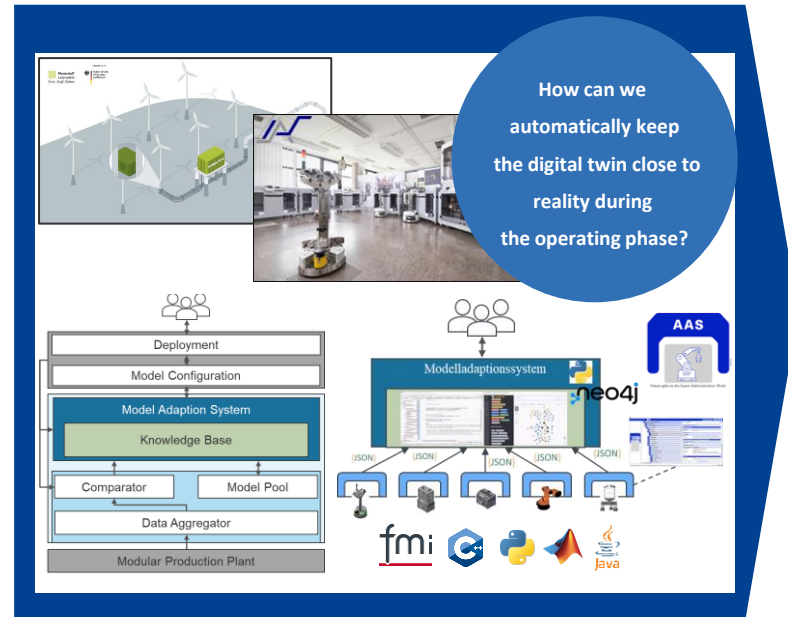 How can we
automatically keep
the digital twin close to
reality during
the operating phase?
Deployment
Model Configuration
Model Adaption System
Knowledge Base
Comparator
Model Pool
Data Aggregator
Modular Production Plant
Modelladaptionssystem
neo4j
AAS
{JSON}
{JSON}
{JSON}
{JSON}
{JSON}
fmi
C++
Java